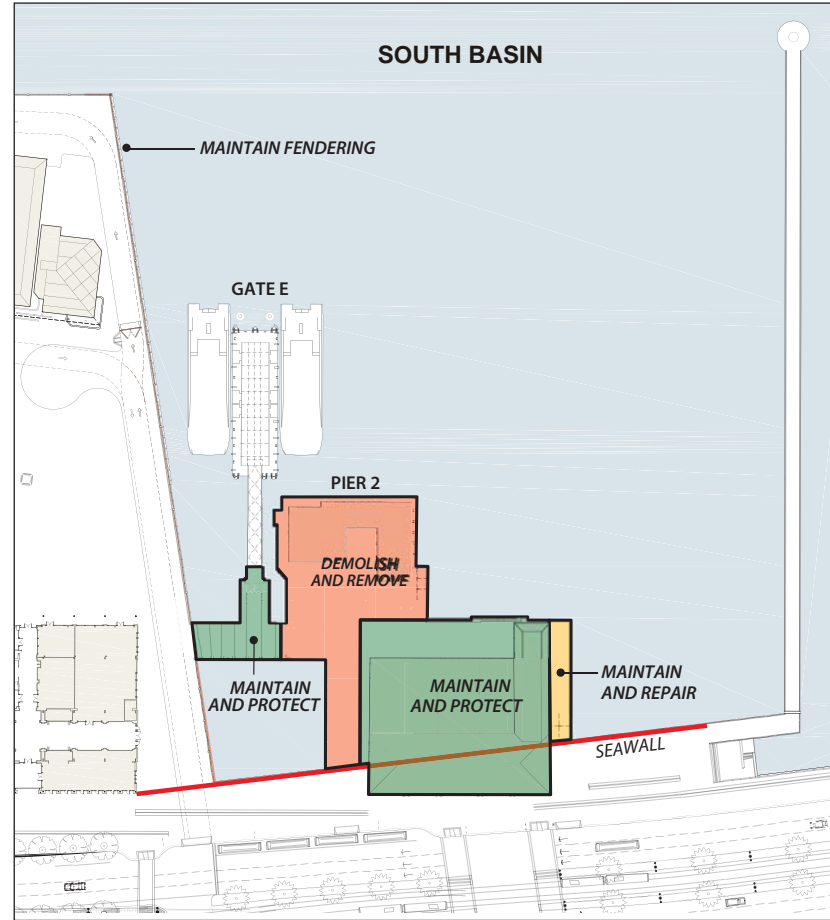 SOUTH BASIN
MAINTAIN FENDERING
GATE E
PIER 2
DEMOLISH
AND REMOVE
MAINTAIN
AND PROTECT
MAINTAIN
AND PROTECT
MAINTAIN
AND REPAIR
SEAWALL